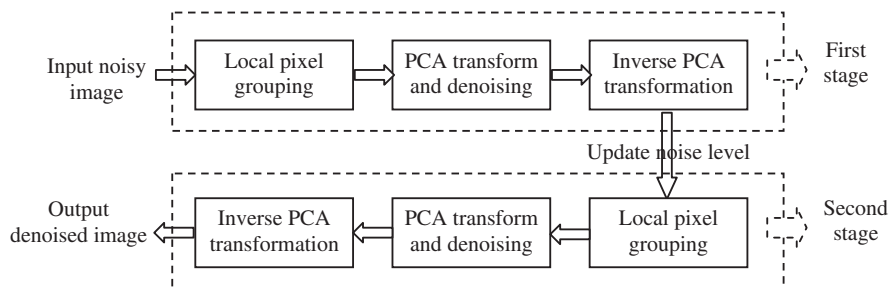 Input noisy
image
Local pixel
grouping
PCA transform
and denoising
Inverse PCA
transformation
First
stage
Update noise level
Output
denoised image
Inverse PCA
transformation
PCA transform
and denoising
Local pixel
grouping
Second
stage